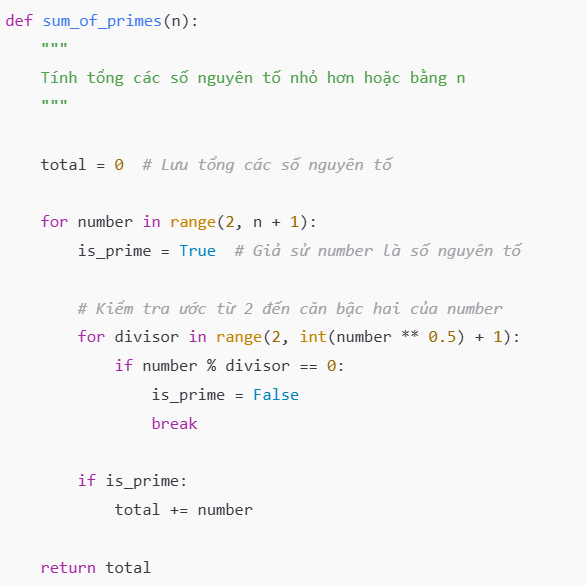 def sum_of_primes(n):
    """
    Tính tổng các số nguyên tố nhỏ hơn hoặc bằng n
    """
    total = 0  # Lưu tổng các số nguyên tố
    for number in range(2, n + 1):
        is_prime = True  # Giả sử number là số nguyên tố
        # Kiểm tra ước từ 2 đến căn bậc hai của number
        for divisor in range(2, int(number ** 0.5) + 1):
            if number % divisor == 0:
                is_prime = False
                break
        if is_prime:
            total += number
    return total